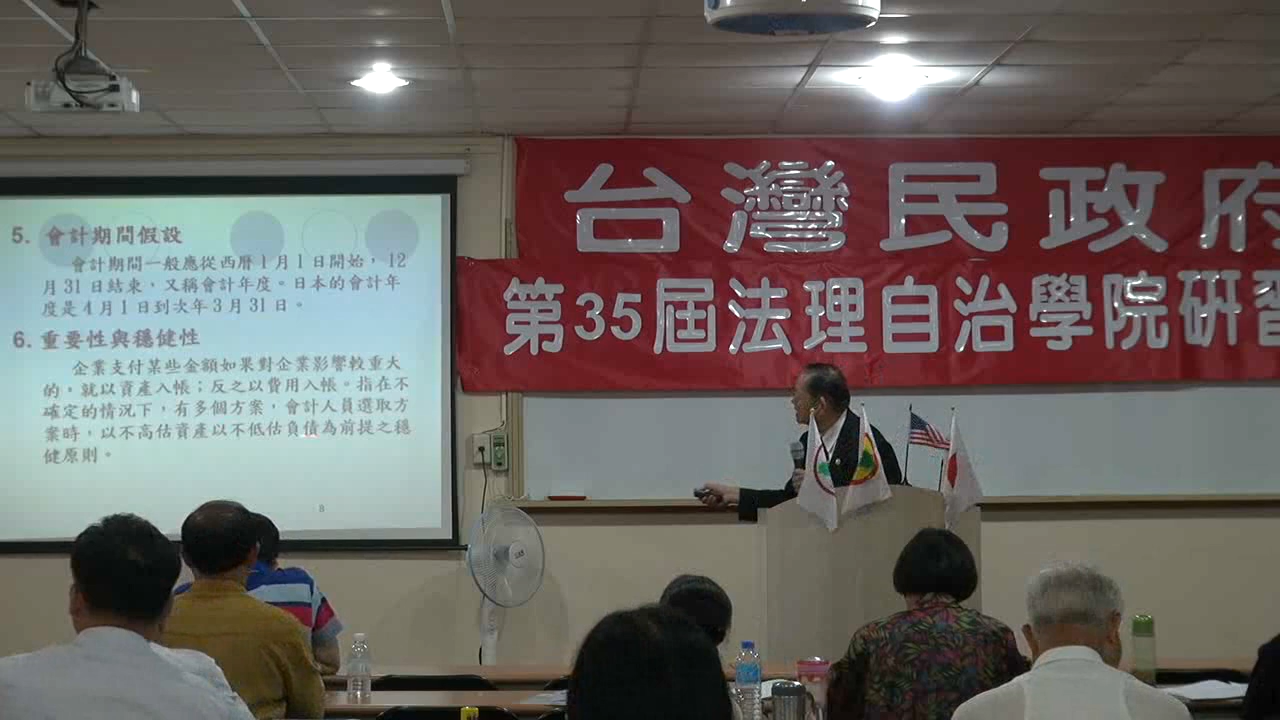 台灣民政府
第35屆法理自治學院研習
5. 會計期間假設
會計期間一般應從西曆1月1日開始，12
月31日結束，又稱會計年度。日本的會計年
度是4月1日到次年3月31日。
6. 重要性與穩健性
企業支付某些金額如果對企業影響較重大
的，就以資產入帳；反之以費用入帳。指在不
確定的情況下，有多個方案，會計人員選取方
案時，以不高估資產以不低估負債為前提之穩
健原則。
8